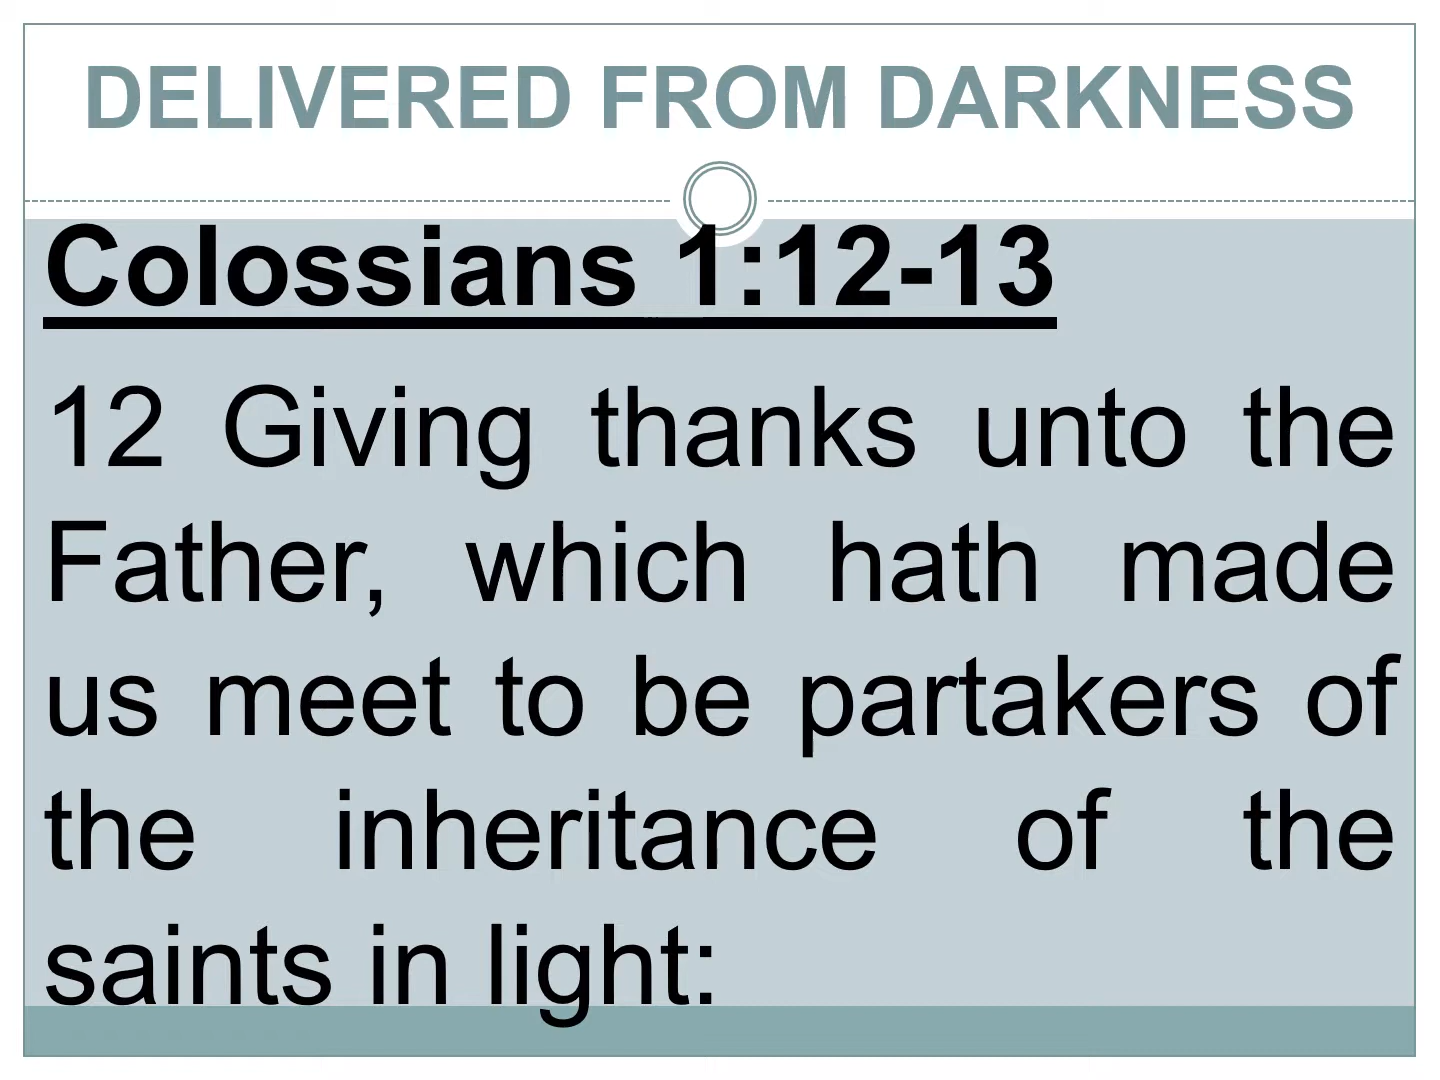 DELIVERED FROM DARKNESS
Colossians 1:12-13
12 Giving thanks unto the
Father, which hath made
us meet to be partakers of
the inheritance of the
saints in light: